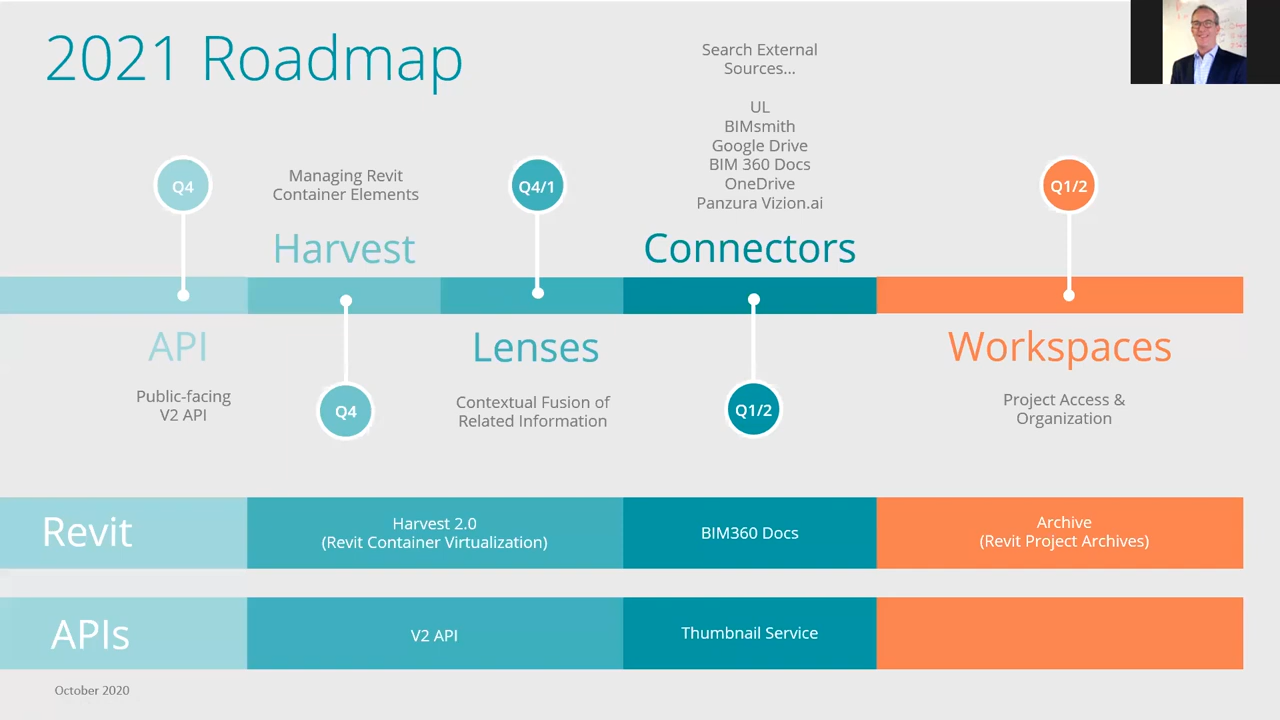 2021 Roadmap
Search External
Sources...
UL
BIMsmith
Google Drive
BIM 360 Docs
OneDrive
Panzura Vizion.ai
Q4
Managing Revit
Container Elements
Q4/1
Q1/2
Harvest
Connectors
API
Lenses
Workspaces
Public-facing
V2 API
Q4
Contextual Fusion of
Related Information
Q1/2
Project Access &
Organization
Revit
Harvest 2.0
(Revit Container Virtualization)
BIM360 Docs
Archive
(Revit Project Archives)
APIs
V2 API
Thumbnail Service
October 2020